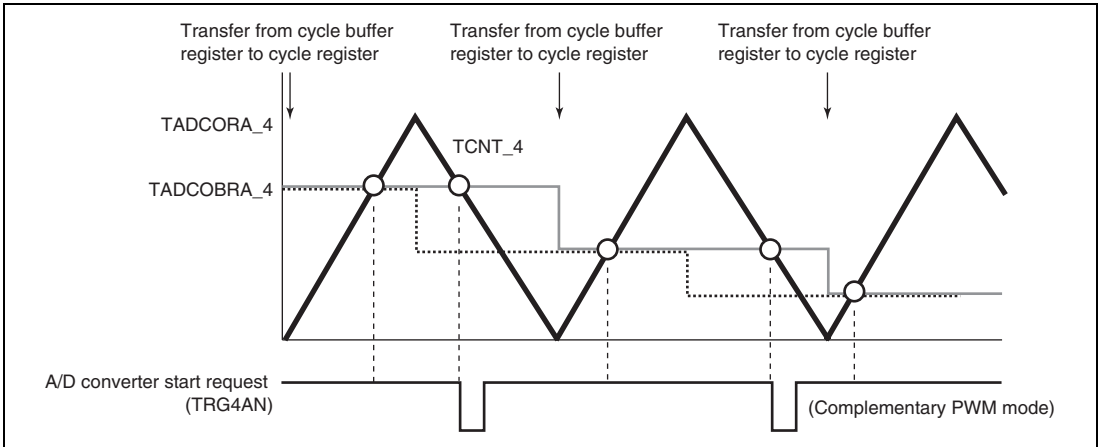 Transfer from cycle buffer
register to cycle register
Transfer from cycle buffer
register to cycle register
Transfer from cycle buffer
register to cycle register
TADCORA_4
TCNT_4
TADCOBRA_4
A/D converter start request
(TRG4AN)
(Complementary PWM mode)